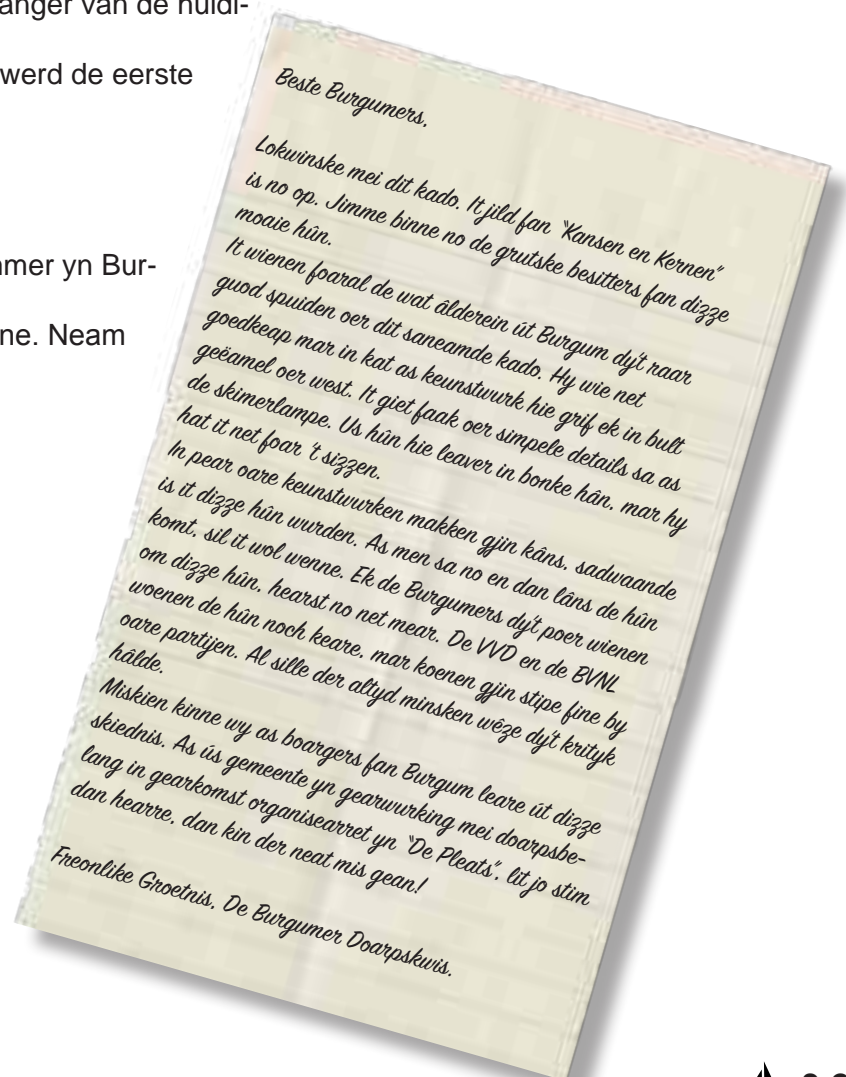 anger van de huidi-
werd de eerste
mer yn Bur-
ne. Neam
Beste Burgumers,
Lokwinske mei dit kado. It jild fan "Kansen en Kernen"
is no op. Jimme binne no de grutske besitters fan dizze
moaie hûn.
It wienen foaral de wat âlderein út Burgum dy't raar
guod spuiden oer dit saneamde kado. Hy wie net
goedkeap mar in kat as keunstwurk hie grif ek in bult
geëamel oer west. It giet faak oer simpele details sa as
de skimerlampe. Us hûn hie leaver in bonke hân, mar hy
hat it net foar 't sizzen.
In pear oare keunstwurken makken gjin kâns, sadwaande
is it dizze hûn wurden. As men sa no en dan lâns de hûn
komt, sil it wol wenne. Ek de Burgumers dy't poer wienen
om dizze hûn, hearst no net mear. De VVD en de BVNL
woenen de hûn noch keare, mar koenen gjin stipe fine by
oare partijen. Al sille der altyd minsken wêze dy't krityk
hâlde.
Miskien kinne wy as boargers fan Burgum leare út dizze
skiednis. As ús gemeente yn gearwurking mei doarpsbe-
lang in gearkomst organisearret yn "De Pleats", lit jo stim
dan hearre, dan kin der neat mis gean!
Freonlike Groetnis, De Burgumer Doarpskwis.